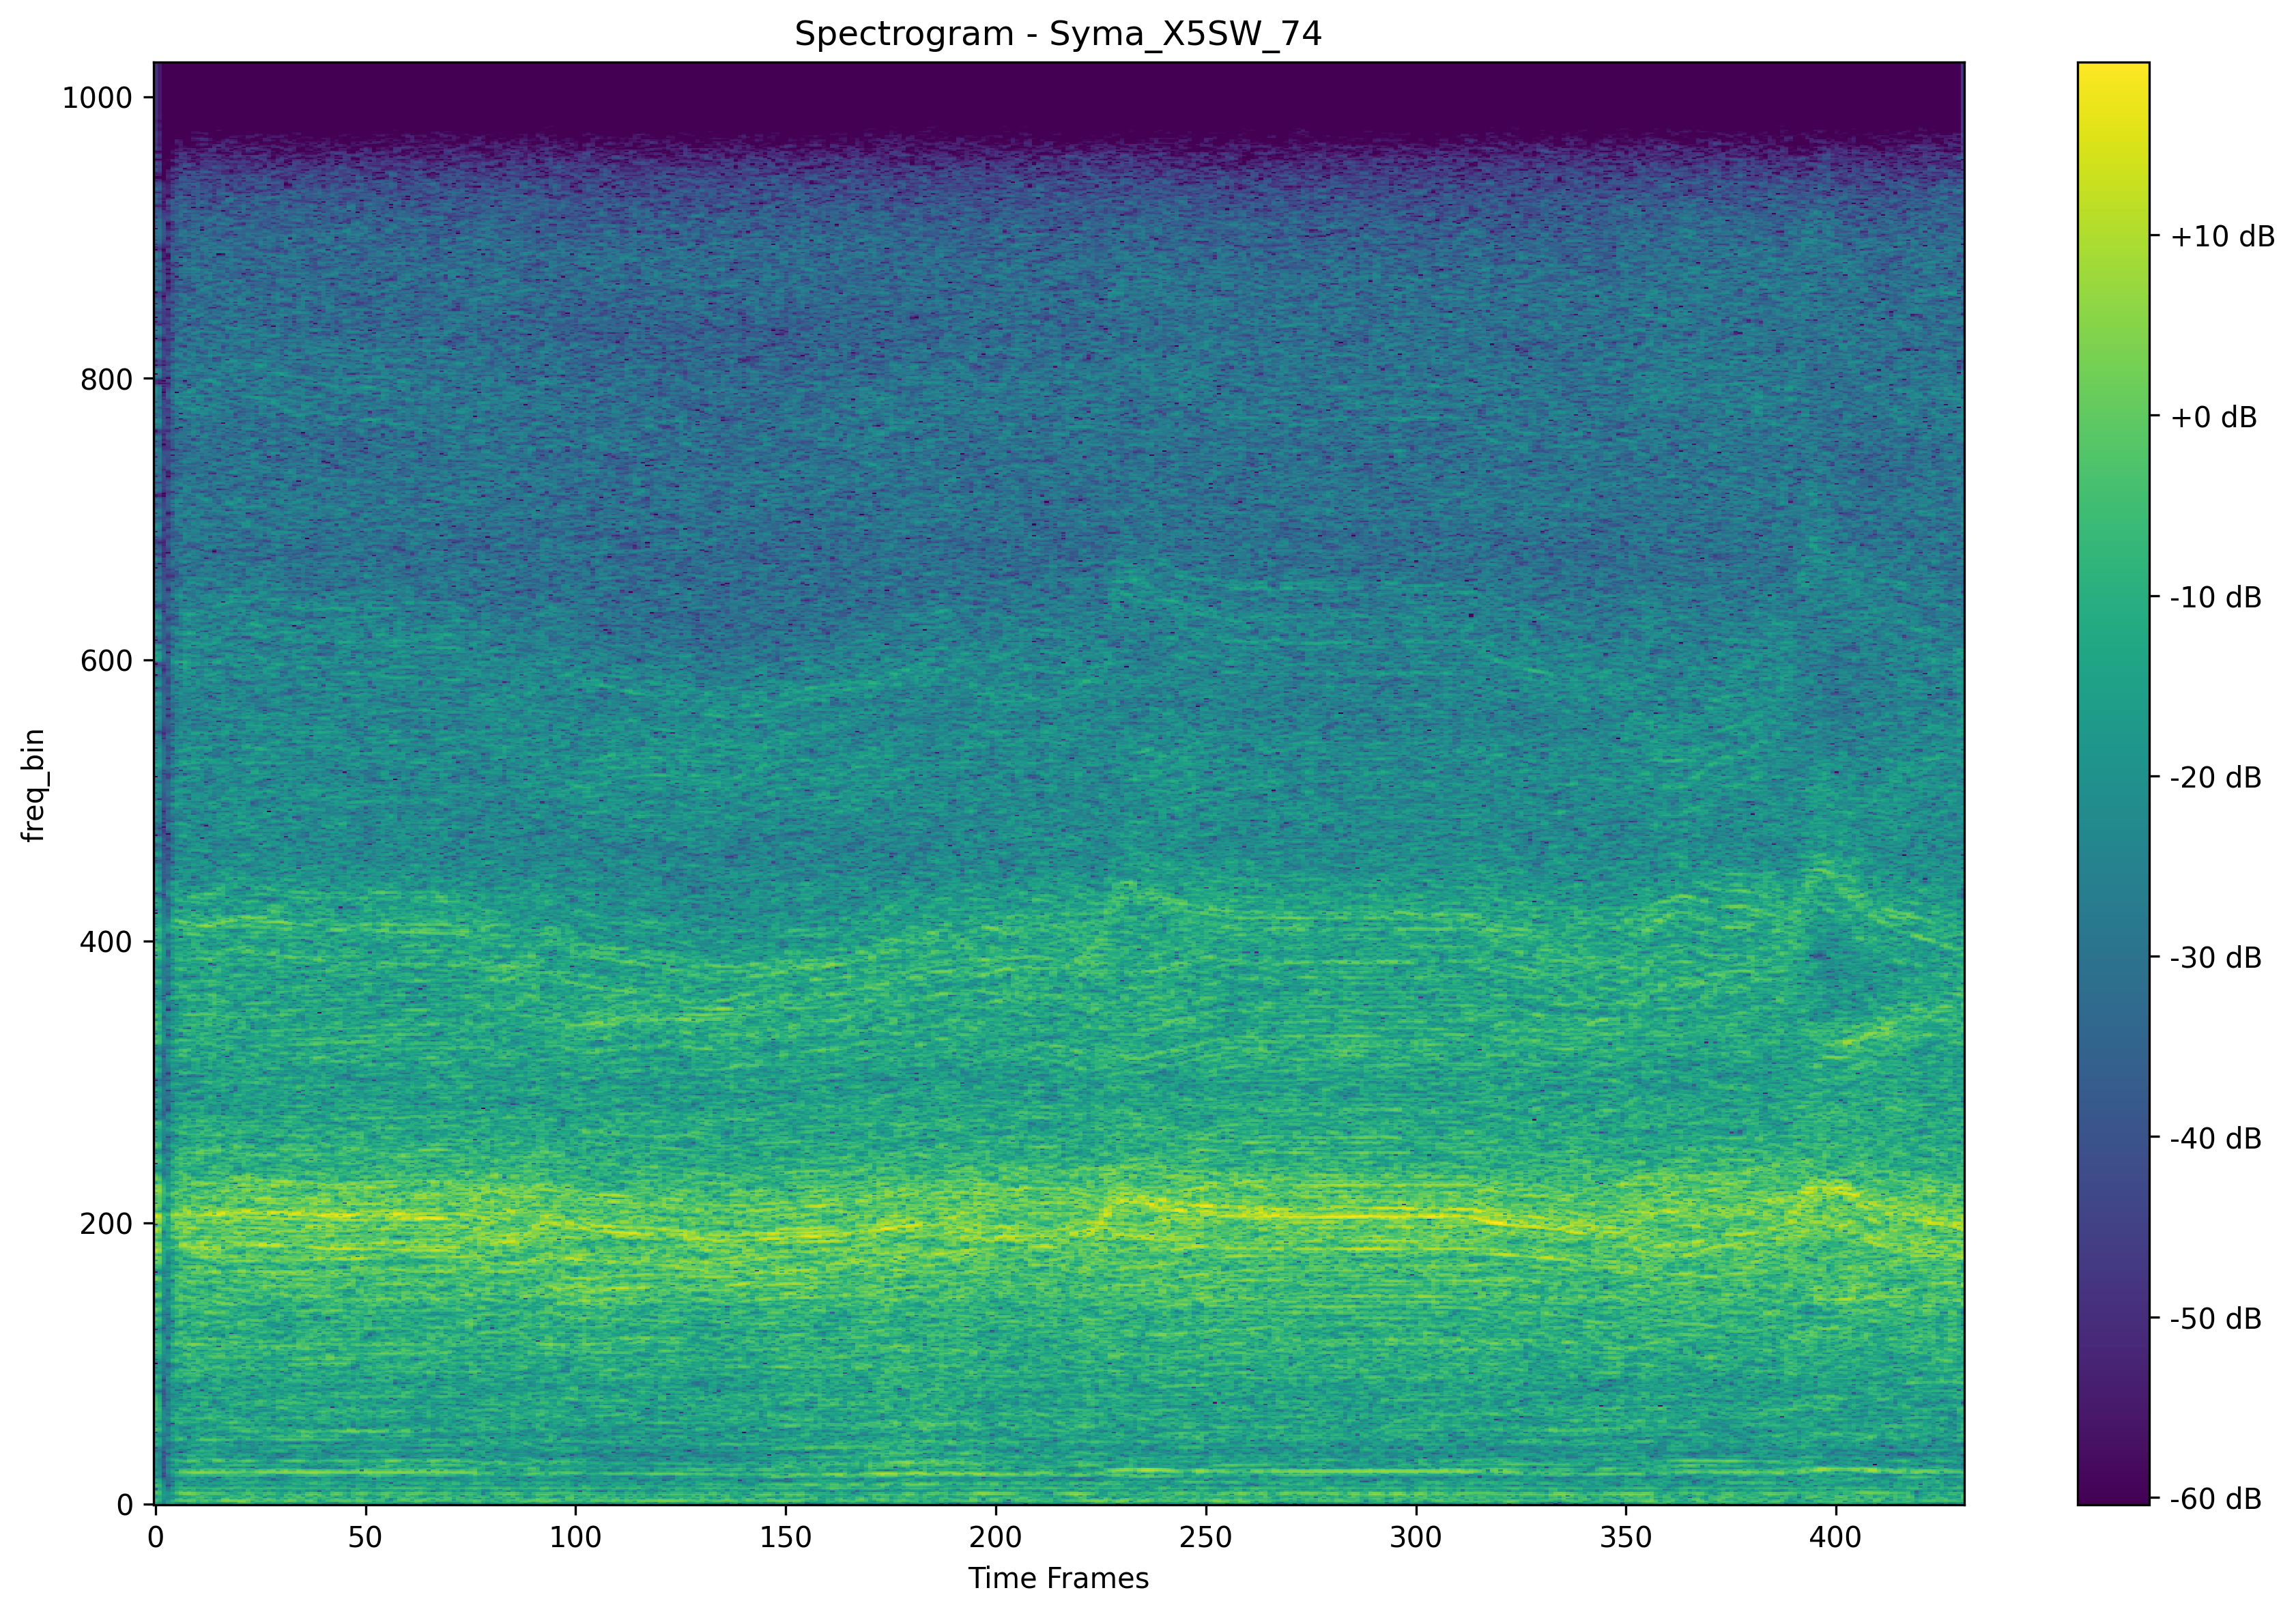 Spectrogram - Syma_X5SW_74
1000
800
600
400
200
0
freq_bin
0 50 100 150 200 250 300 350 400
Time Frames
+10 dB
+0 dB
-10 dB
-20 dB
-30 dB
-40 dB
-50 dB
-60 dB